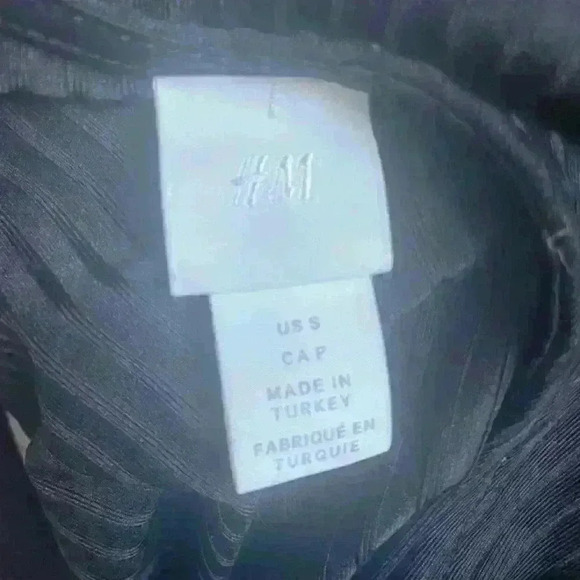 H&M
US S
CA P
MADE IN
TURKEY
FABRIQUÉ EN
TURQUIE